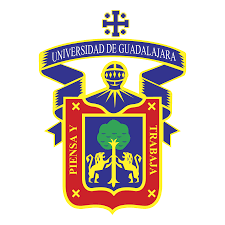 UNIVERSIDAD DE GUADALAJARA
PIENSA Y
TRABAJA